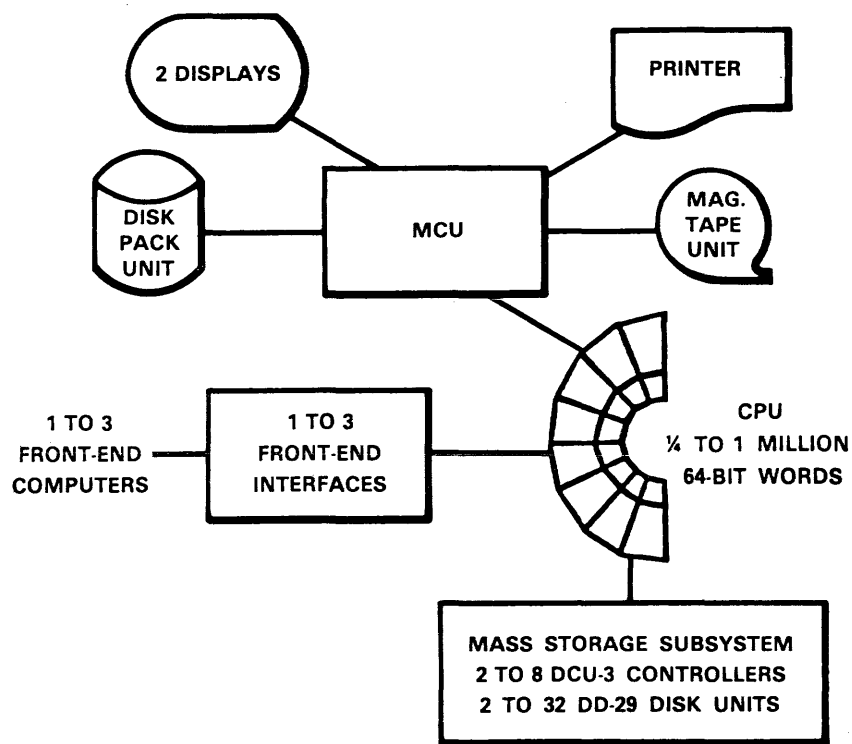 2 DISPLAYS
PRINTER
DISK
PACK
UNIT
MCU
MAG.
TAPE
UNIT
1 TO 3
FRONT-END
COMPUTERS
1 TO 3
FRONT-END
INTERFACES
CPU
¼ TO 1 MILLION
64-BIT WORDS
MASS STORAGE SUBSYSTEM
2 TO 8 DCU-3 CONTROLLERS
2 TO 32 DD-29 DISK UNITS